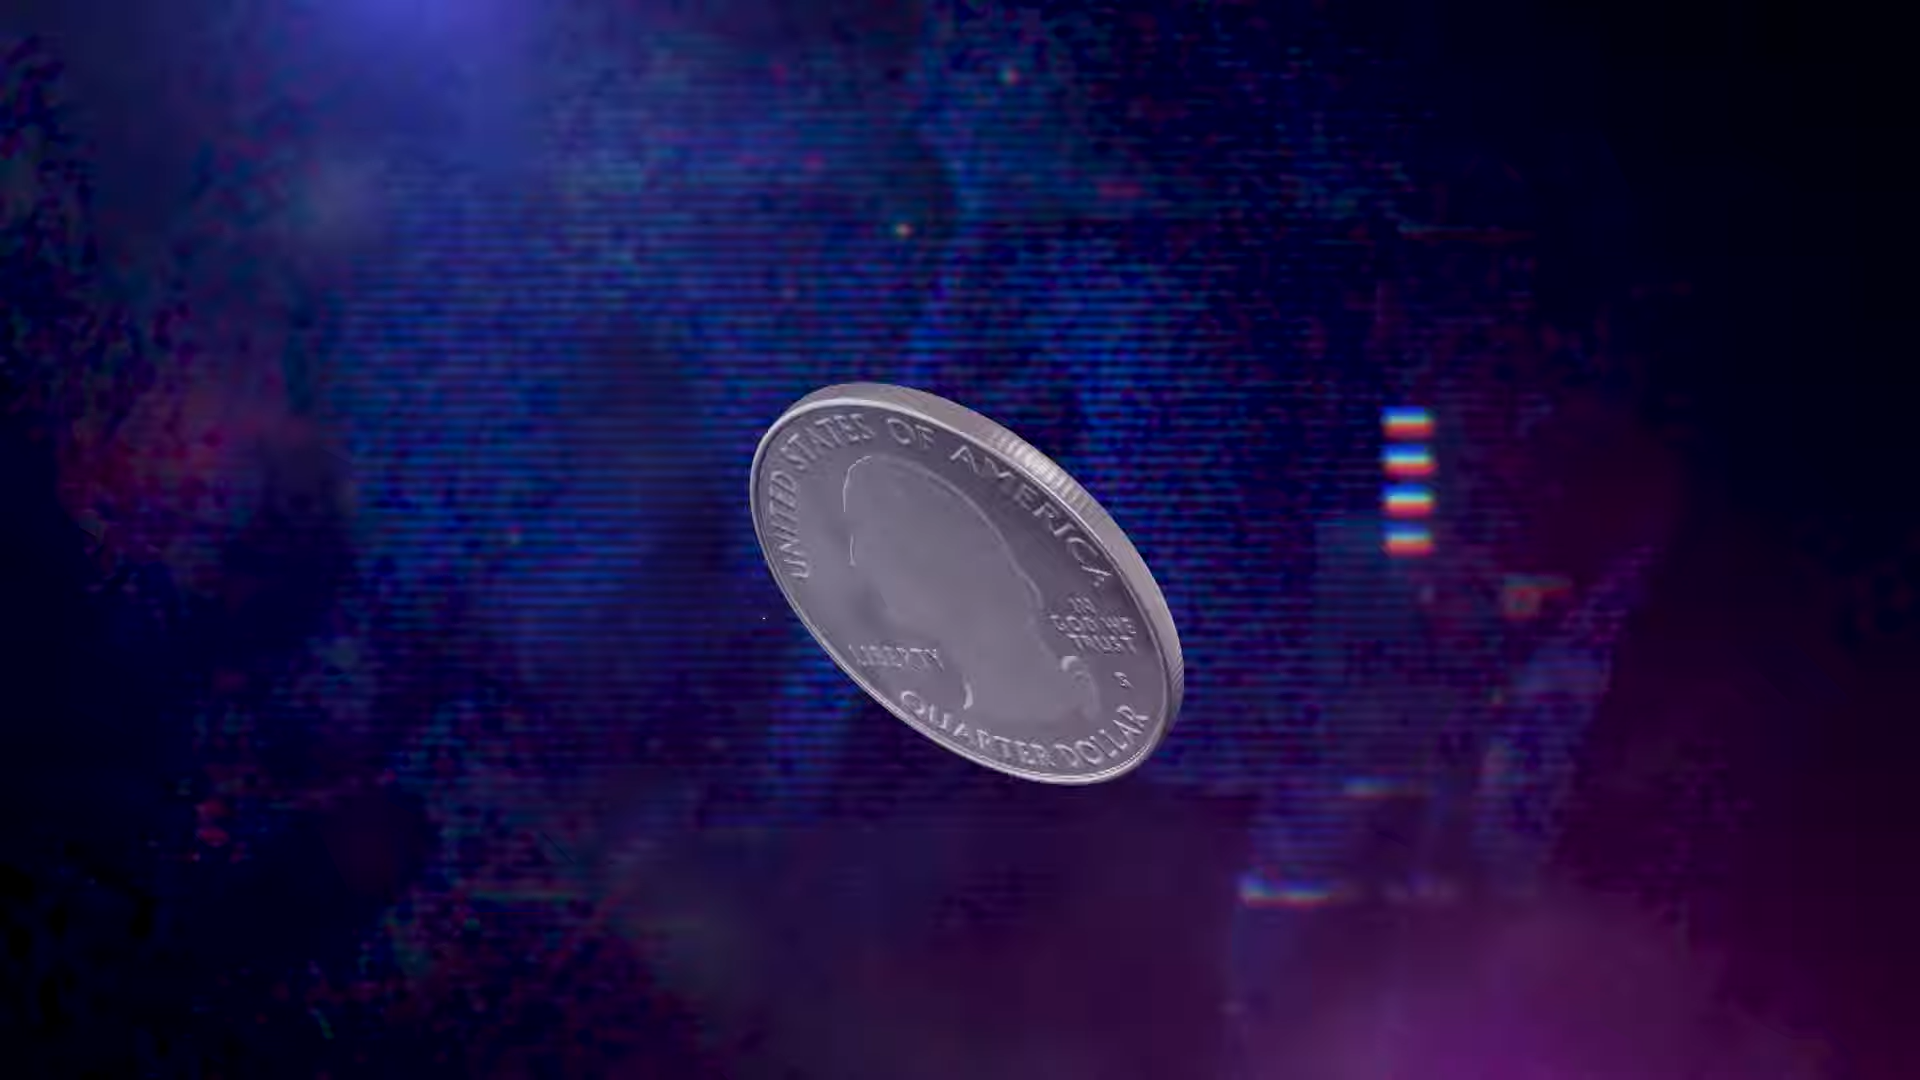 UNITED STATES OF AMERICA
IN
GOD WE
TRUST
LIBERTY
S
QUARTER DOLLAR